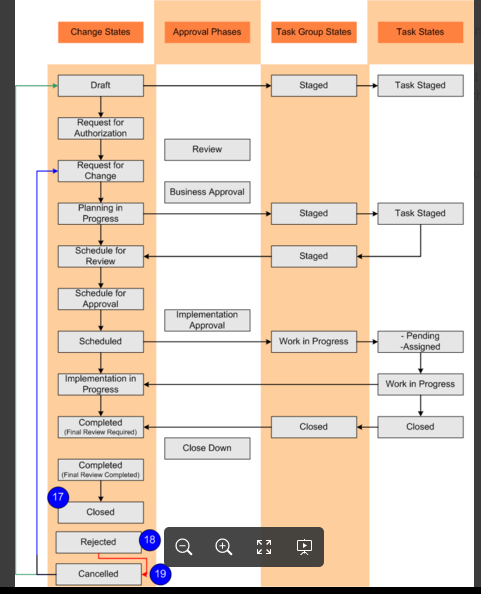 Change States
Approval Phases
Task Group States
Task States
Draft
Staged
Task Staged
Request for
Authorization
Review
Request for
Change
Business Approval
Planning in
Progress
Staged
Task Staged
Schedule for
Review
Staged
Schedule for
Approval
Implementation
Approval
Scheduled
Work in Progress
- Pending
-Assigned
Implementation in
Progress
Work in Progress
Completed
(Final Review Required)
Closed
Closed
Close Down
Completed
(Final Review Completed)
17
Closed
Rejected
18
Cancelled
19